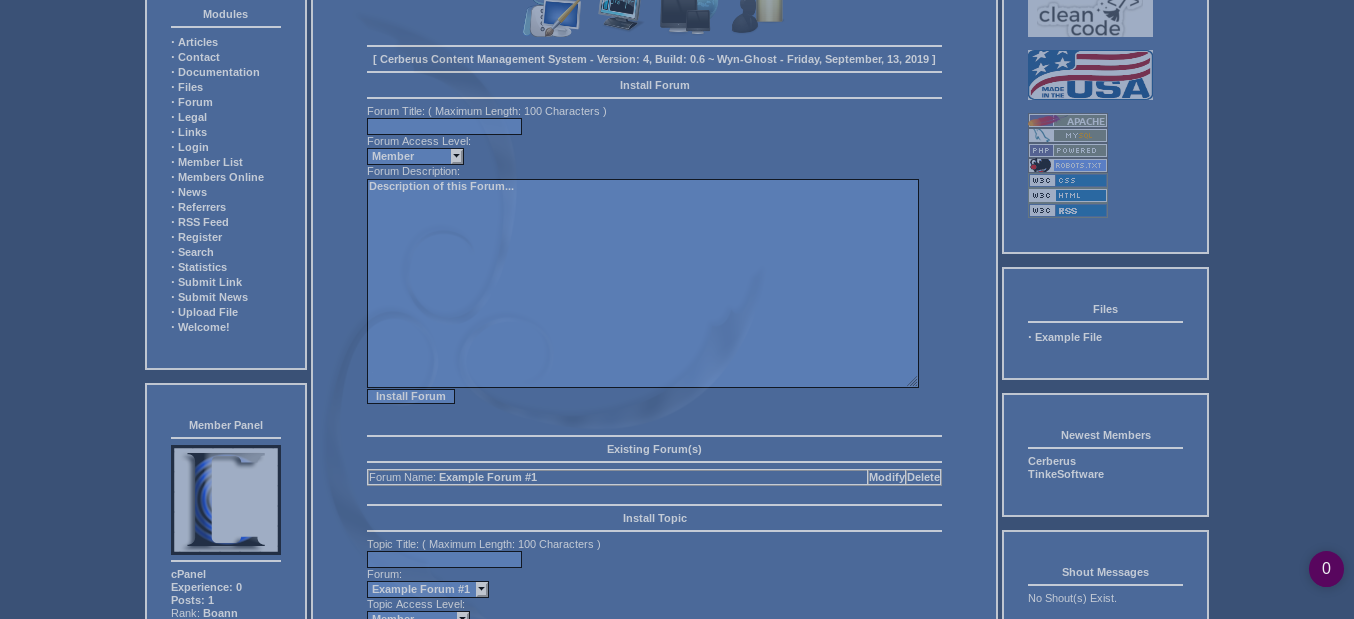 Modules
· Articles
· Contact
· Documentation
· Files
· Forum
· Legal
· Links
· Login
· Member List
· Members Online
· News
· Referrers
· RSS Feed
· Register
· Search
· Statistics
· Submit Link
· Submit News
· Upload File
· Welcome!
Member Panel
cPanel
Experience: 0
Posts: 1
Rank: Boann
[ Cerberus Content Management System - Version: 4, Build: 0.6 ~ Wyn-Ghost - Friday, September, 13, 2019 ]
Install Forum
Forum Title: ( Maximum Length: 100 Characters )
Forum Access Level:
Member
Forum Description:
Description of this Forum...
Install Forum
Existing Forum(s)
Forum Name: Example Forum #1 Modify Delete
Install Topic
Topic Title: ( Maximum Length: 100 Characters )
Forum:
Example Forum #1
Topic Access Level:
Member
clean
code
MADE IN THE USA
APACHE
MySQL
PHP POWERED
ROBOTS.TXT
W3C CSS
W3C HTML
W3C RSS
Files
· Example File
Newest Members
Cerberus
TinkeSoftware
Shout Messages
No Shout(s) Exist.
0